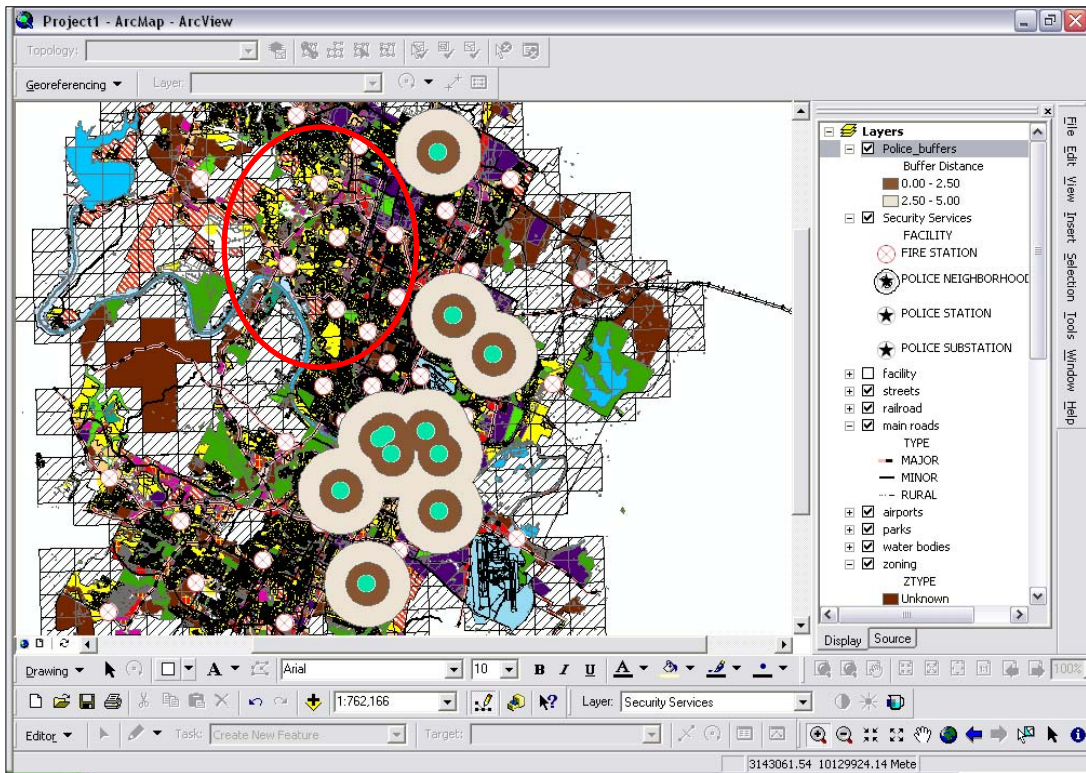 Project1 - ArcMap - ArcView
Topology:
Georeferencing Layer:
Layers
Police_buffers
Buffer Distance
0.00 - 2.50
2.50 - 5.00
Security Services
FACILITY
FIRE STATION
POLICE NEIGHBORHOOD
POLICE STATION
POLICE SUBSTATION
facility
streets
railroad
main roads
TYPE
MAJOR
MINOR
RURAL
airports
parks
water bodies
zoning
ZTYPE
Unknown
Display Source
File Edit View Insert Selection Tools Window Help
Drawing A Arial 10 B I U A 100%
1:762,166 Layer: Security Services
Editor Task: Create New Feature Target:
3143061.54 10129924.14 Mete